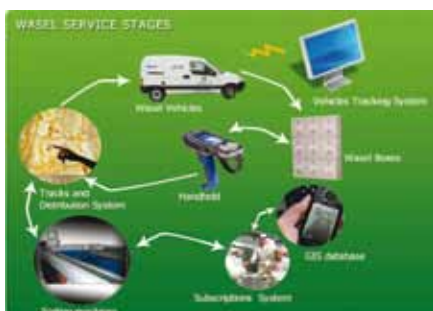 WASEL SERVICE STAGES
Wasel Vehicles
Vehicles Tracking System
Wasel Boxes
Handheld
Tracks and
Distribution System
GIS database
Subscriptions System